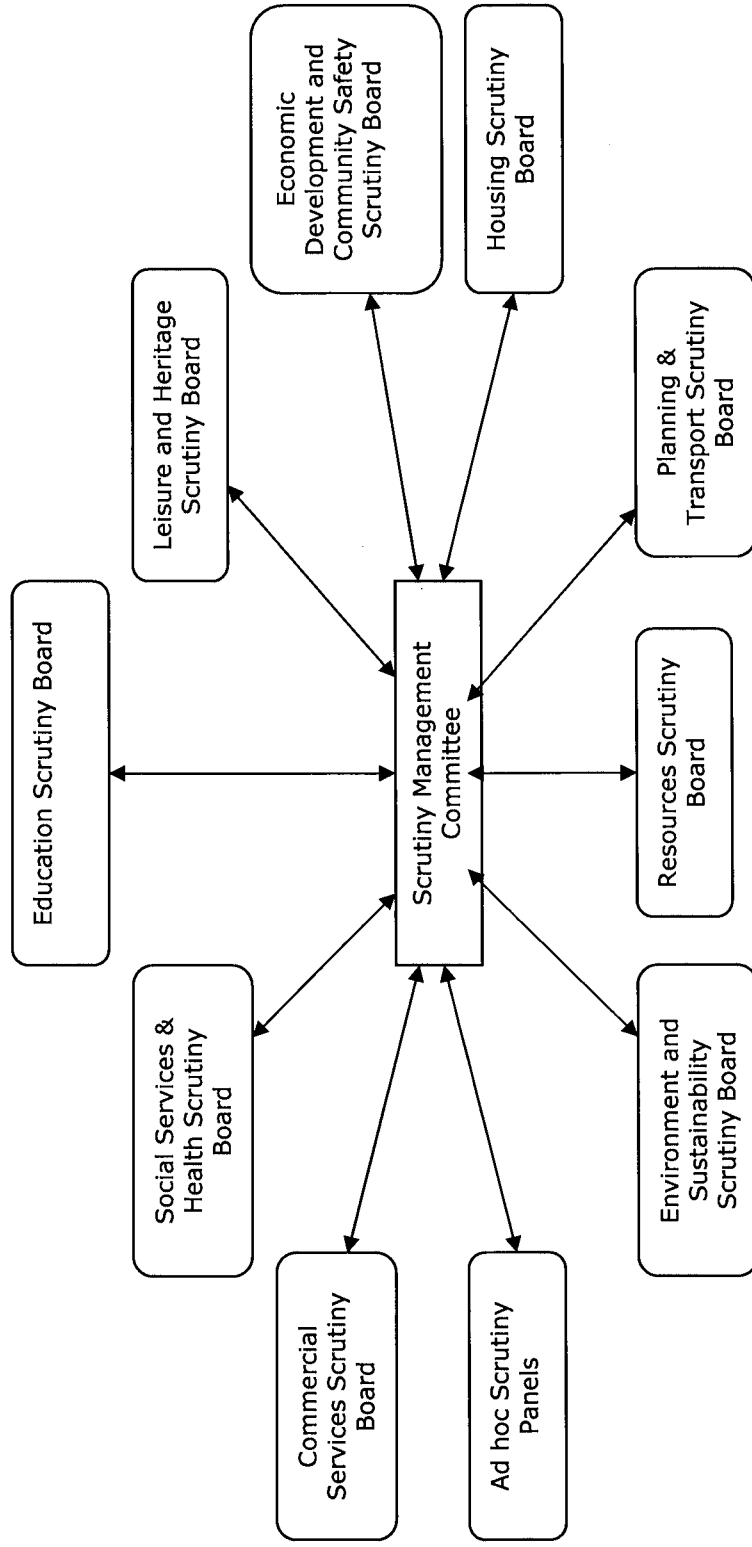 Education Scrutiny Board
Social Services &
Health Scrutiny
Board
Leisure and Heritage
Scrutiny Board
Commercial
Services Scrutiny
Board
Economic
Development and
Community Safety
Scrutiny Board
Scrutiny Management
Committee
Ad hoc Scrutiny
Panels
Housing Scrutiny
Board
Environment and
Sustainability
Scrutiny Board
Resources Scrutiny
Board
Planning &
Transport Scrutiny
Board